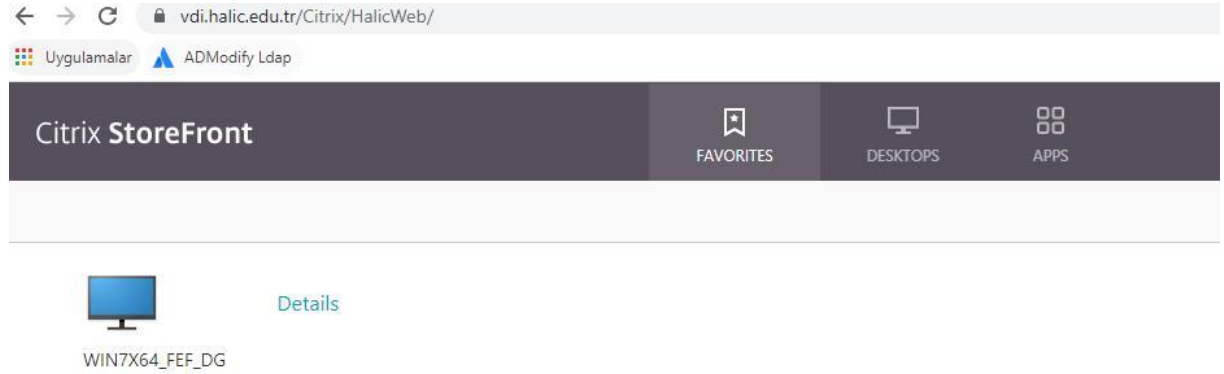 vdi.halic.edu.tr/Citrix/HalicWeb/
Uygulamalar ADModify Ldap
Citrix StoreFront
FAVORITES DESKTOPS APPS
Details
WIN7X64_FEF_DG